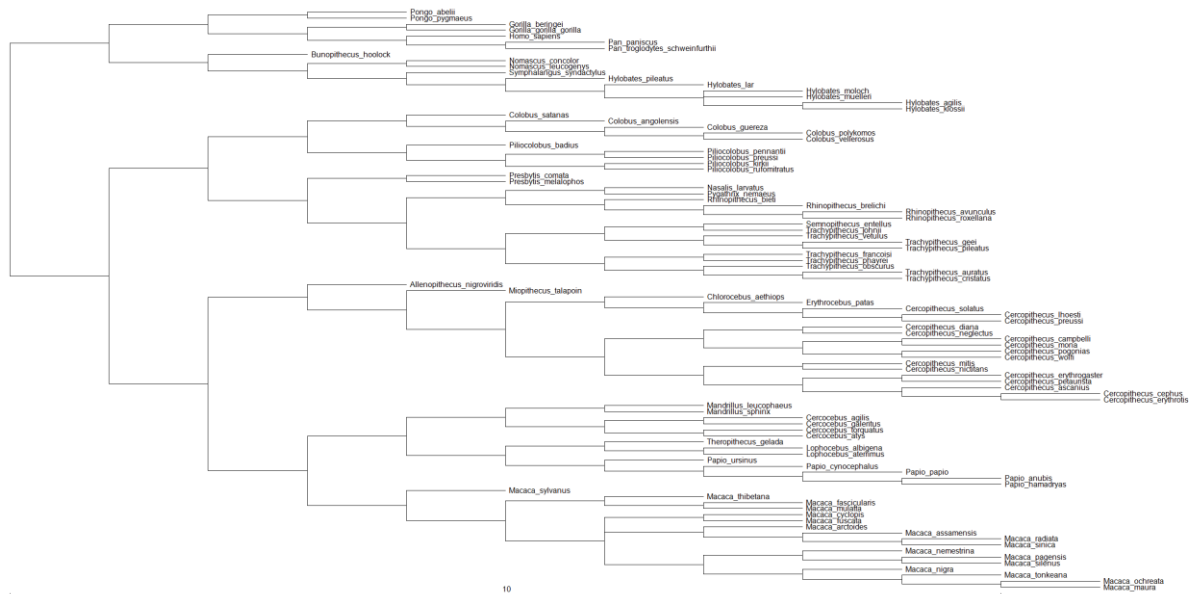 Pongo_abelii
Pongo_pygmaeus
Gorilla_beringei
Gorilla_gorilla_gorilla
Homo_sapiens
Pan_paniscus
Pan_troglodytes_schweinfurthii
Bunopithecus_hoolock
Nomascus_concolor
Nomascus_leucogenys
Symphalangus_syndactylus
Hylobates_pileatus
Hylobates_lar
Hylobates_moloch
Hylobates_muelleri
Hylobates_agilis
Hylobates_klossii
Colobus_satanas
Colobus_angolensis
Colobus_guereza
Colobus_polykomos
Colobus_vellerosus
Piliocolobus_badius
Piliocolobus_pennantii
Piliocolobus_preussi
Piliocolobus_kirkii
Piliocolobus_rufomitratus
Presbytis_comata
Presbytis_melalophos
Nasalis_larvatus
Pygathrix_nemaeus
Rhinopithecus_bieti
Rhinopithecus_brelichi
Rhinopithecus_avunculus
Rhinopithecus_roxellana
Semnopithecus_entellus
Trachypithecus_johnii
Trachypithecus_vetulus
Trachypithecus_geei
Trachypithecus_pileatus
Trachypithecus_francoisi
Trachypithecus_phayrei
Trachypithecus_obscurus
Trachypithecus_auratus
Trachypithecus_cristatus
Allenopithecus_nigroviridis
Miopithecus_talapoin
Chlorocebus_aethiops
Erythrocebus_patas
Cercopithecus_solatus
Cercopithecus_lhoesti
Cercopithecus_preussi
Cercopithecus_diana
Cercopithecus_neglectus
Cercopithecus_campbelli
Cercopithecus_mona
Cercopithecus_pogonias
Cercopithecus_wolfi
Cercopithecus_mitis
Cercopithecus_nictitans
Cercopithecus_erythrogaster
Cercopithecus_petaurista
Cercopithecus_ascanius
Cercopithecus_cephus
Cercopithecus_erythrotis
Mandrillus_leucophaeus
Mandrillus_sphinx
Cercocebus_agilis
Cercocebus_galeritus
Cercocebus_torquatus
Cercocebus_atys
Theropithecus_gelada
Lophocebus_albigena
Lophocebus_aterrimus
Papio_ursinus
Papio_cynocephalus
Papio_papio
Papio_anubis
Papio_hamadryas
Macaca_sylvanus
Macaca_thibetana
Macaca_fascicularis
Macaca_mulatta
Macaca_cyclopis
Macaca_fuscata
Macaca_arctoides
Macaca_assamensis
Macaca_radiata
Macaca_sinica
Macaca_nemestrina
Macaca_pagensis
Macaca_silenus
Macaca_nigra
Macaca_tonkeana
Macaca_ochreata
Macaca_maura
10